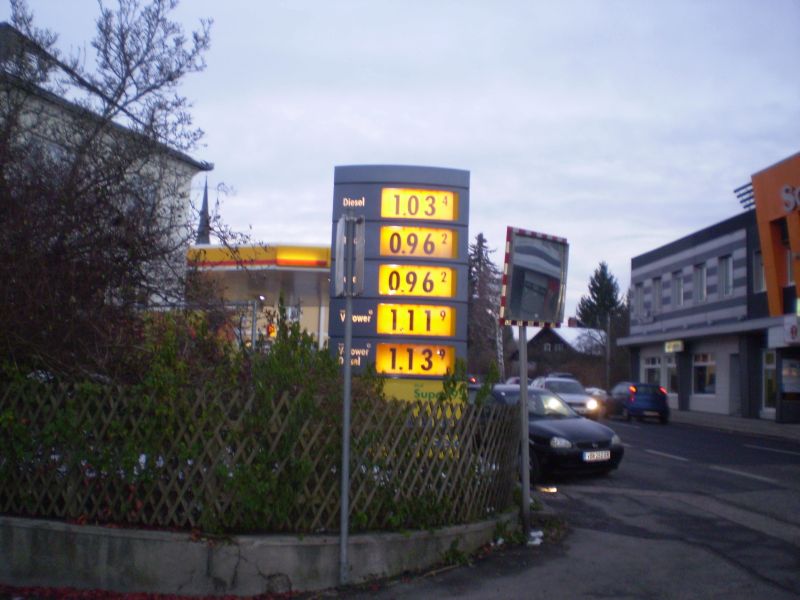 Diesel 1.03 4
0.96 2
0.96 2
V-Power 1.11 9
V-Power Diesel 1.13 9
Super